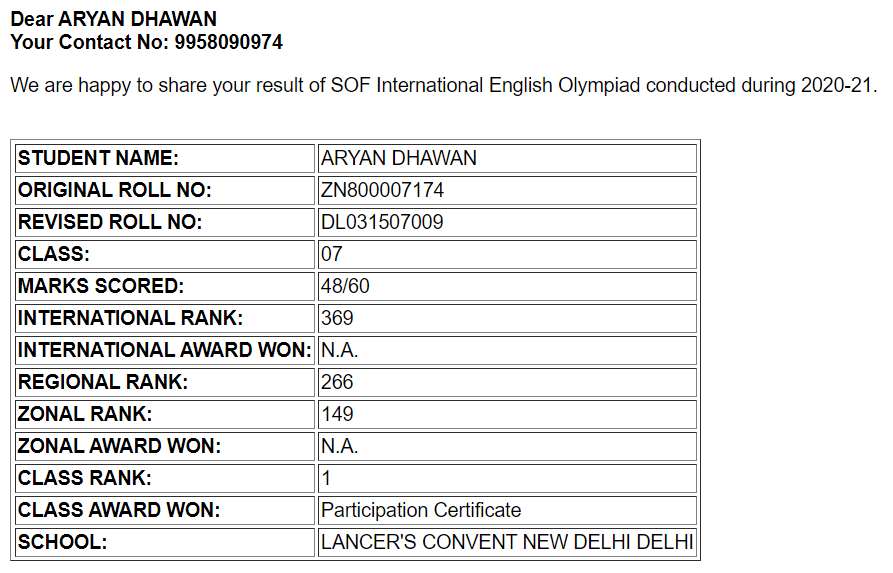 Dear ARYAN DHAWAN
Your Contact No: 9958090974
We are happy to share your result of SOF International English Olympiad conducted during 2020-21.
STUDENT NAME: ARYAN DHAWAN
ORIGINAL ROLL NO: ZN800007174
REVISED ROLL NO: DL031507009
CLASS: 07
MARKS SCORED: 48/60
INTERNATIONAL RANK: 369
INTERNATIONAL AWARD WON: N.A.
REGIONAL RANK: 266
ZONAL RANK: 149
ZONAL AWARD WON: N.A.
CLASS RANK: 1
CLASS AWARD WON: Participation Certificate
SCHOOL: LANCER'S CONVENT NEW DELHI DELHI